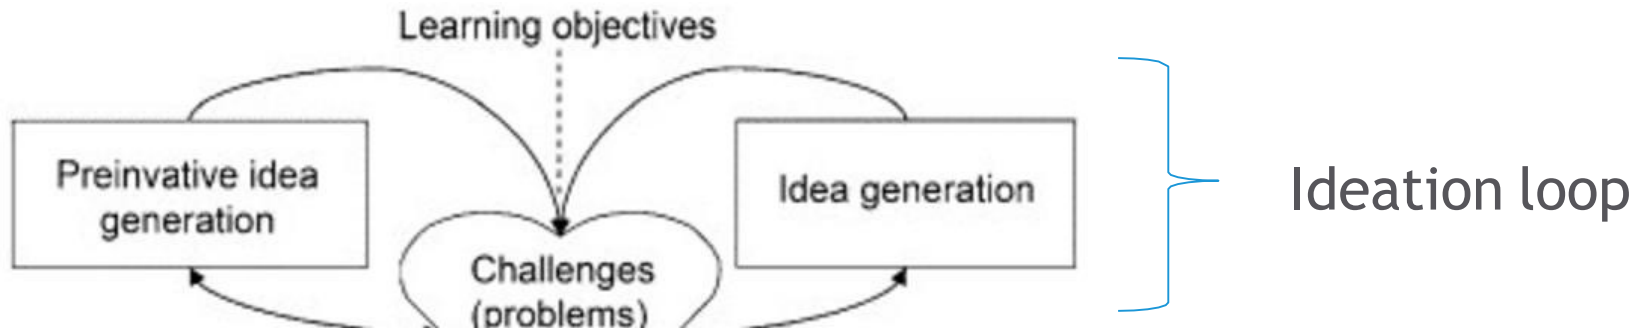 Learning objectives
Preinvative idea
generation
Idea generation
Challenges
(problems)
Ideation loop